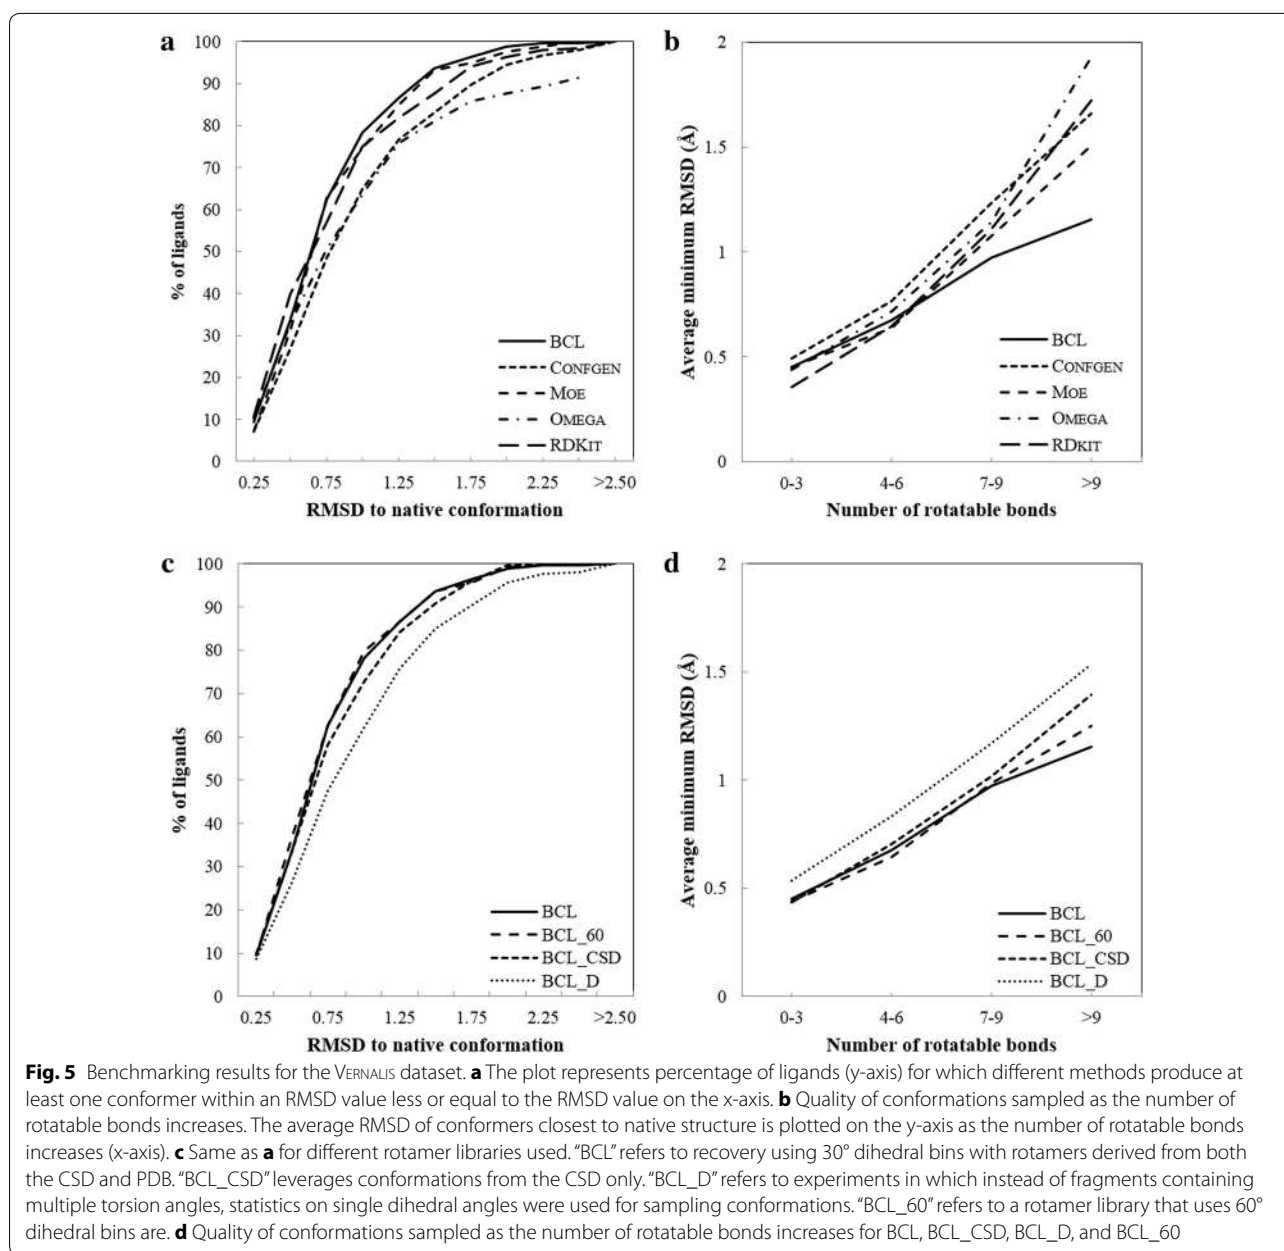 a
100
90
80
70
60
50
40
30
20
10
0
% of ligands
BCL
CONFGEN
MOE
OMEGA
RDKIT
0.25 0.75 1.25 1.75 2.25 >2.50
RMSD to native conformation
b
2
1.5
1
0.5
0
Average minimum RMSD (Å)
BCL
CONFGEN
MOE
OMEGA
RDKIT
0-3 4-6 7-9 >9
Number of rotatable bonds
c
100
90
80
70
60
50
40
30
20
10
0
% of ligands
BCL
BCL_60
BCL_CSD
BCL_D
0.25 0.75 1.25 1.75 2.25 >2.50
RMSD to native conformation
d
2
1.5
1
0.5
0
Average minimum RMSD (Å)
BCL
BCL_60
BCL_CSD
BCL_D
0-3 4-6 7-9 >9
Number of rotatable bonds
Fig. 5 Benchmarking results for the VERNALIS dataset. a The plot represents percentage of ligands (y-axis) for which different methods produce at
least one conformer within an RMSD value less or equal to the RMSD value on the x-axis. b Quality of conformations sampled as the number of
rotatable bonds increases. The average RMSD of conformers closest to native structure is plotted on the y-axis as the number of rotatable bonds
increases (x-axis). c Same as a for different rotamer libraries used. "BCL" refers to recovery using 30° dihedral bins with rotamers derived from both
the CSD and PDB. "BCL_CSD" leverages conformations from the CSD only. "BCL_D" refers to experiments in which instead of fragments containing
multiple torsion angles, statistics on single dihedral angles were used for sampling conformations. "BCL_60" refers to a rotamer library that uses 60°
dihedral bins are. d Quality of conformations sampled as the number of rotatable bonds increases for BCL, BCL_CSD, BCL_D, and BCL_60